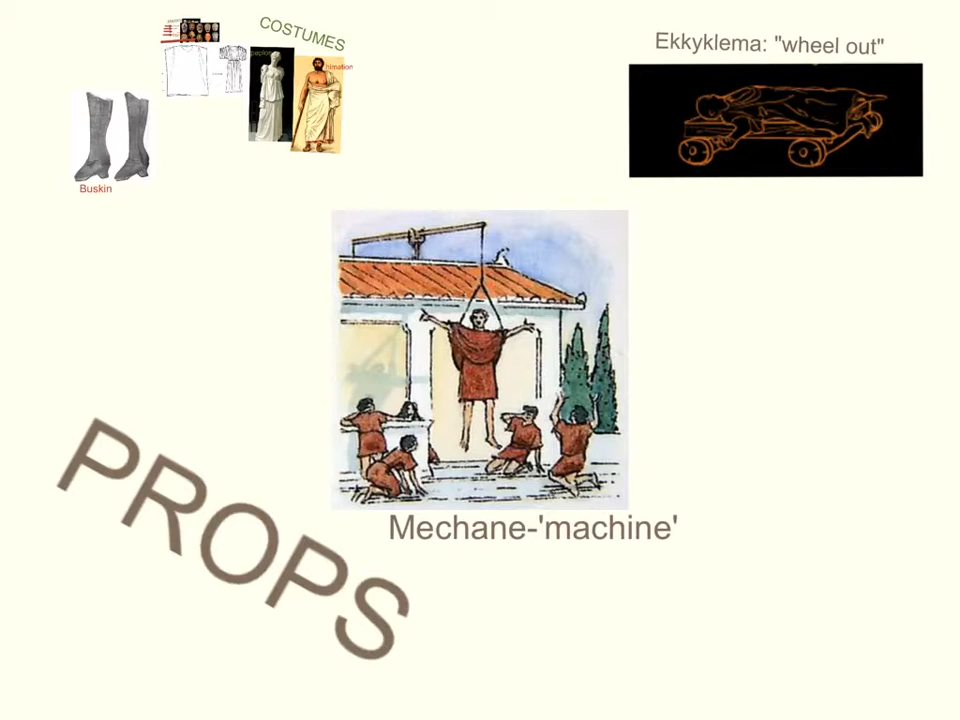 COSTUMES
peplos
himation
Buskin
Ekkyklema: "wheel out"
Mechane-'machine'
PROPS